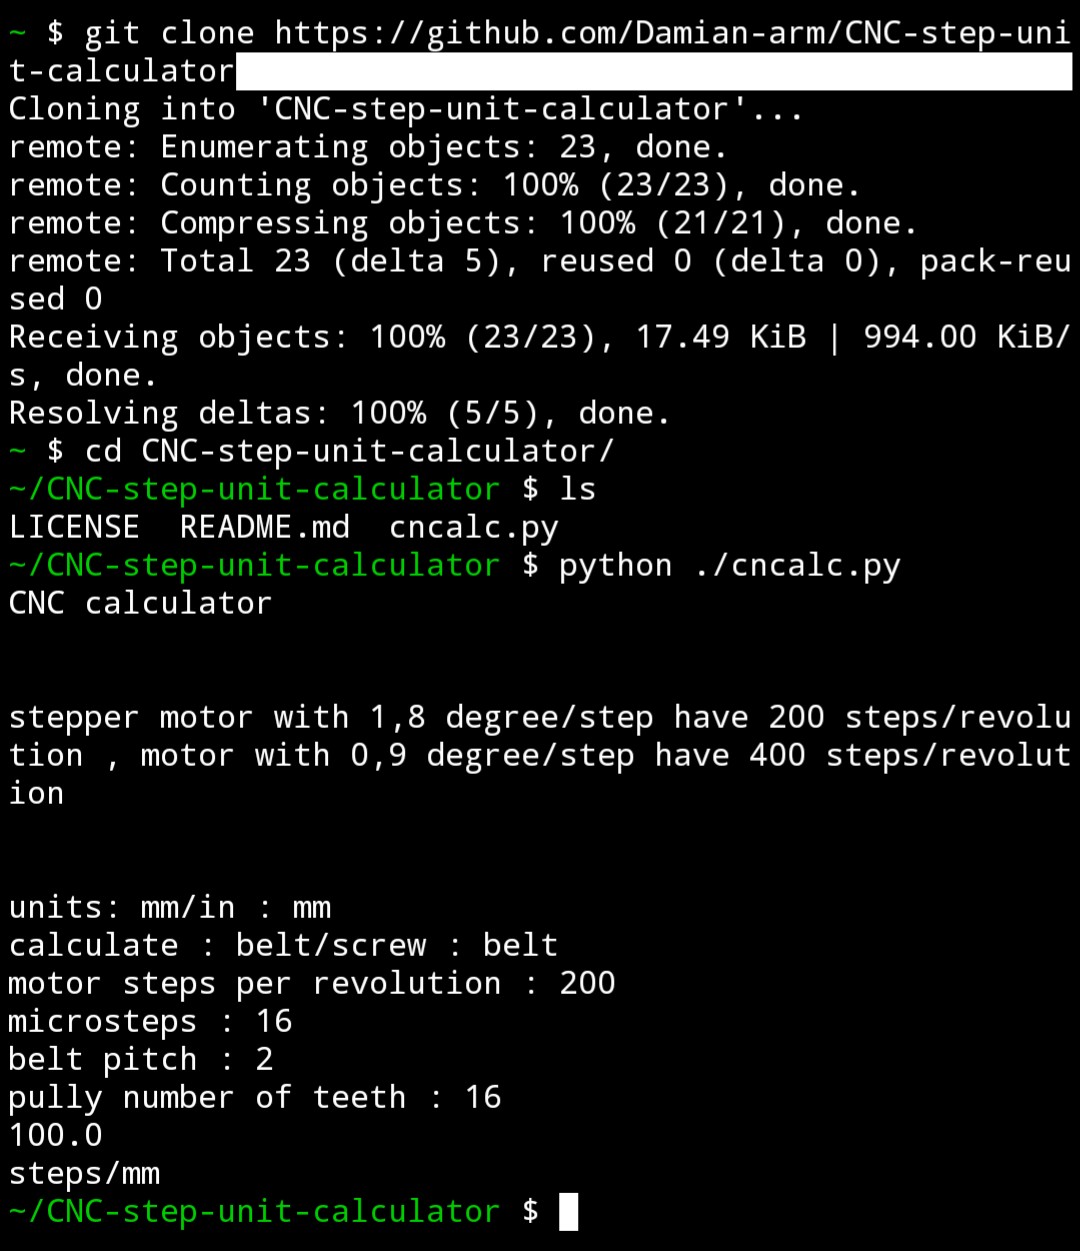 ~ $ git clone https://github.com/Damian-arm/CNC-step-uni
t-calculator
Cloning into 'CNC-step-unit-calculator'...
remote: Enumerating objects: 23, done.
remote: Counting objects: 100% (23/23), done.
remote: Compressing objects: 100% (21/21), done.
remote: Total 23 (delta 5), reused 0 (delta 0), pack-reu
sed 0
Receiving objects: 100% (23/23), 17.49 KiB | 994.00 KiB/
s, done.
Resolving deltas: 100% (5/5), done.
~ $ cd CNC-step-unit-calculator/
~/CNC-step-unit-calculator $ ls
LICENSE  README.md  cncalc.py
~/CNC-step-unit-calculator $ python ./cncalc.py
CNC calculator
stepper motor with 1,8 degree/step have 200 steps/revolu
tion , motor with 0,9 degree/step have 400 steps/revolut
ion
units: mm/in : mm
calculate : belt/screw : belt
motor steps per revolution : 200
microsteps : 16
belt pitch : 2
pully number of teeth : 16
100.0
steps/mm
~/CNC-step-unit-calculator $